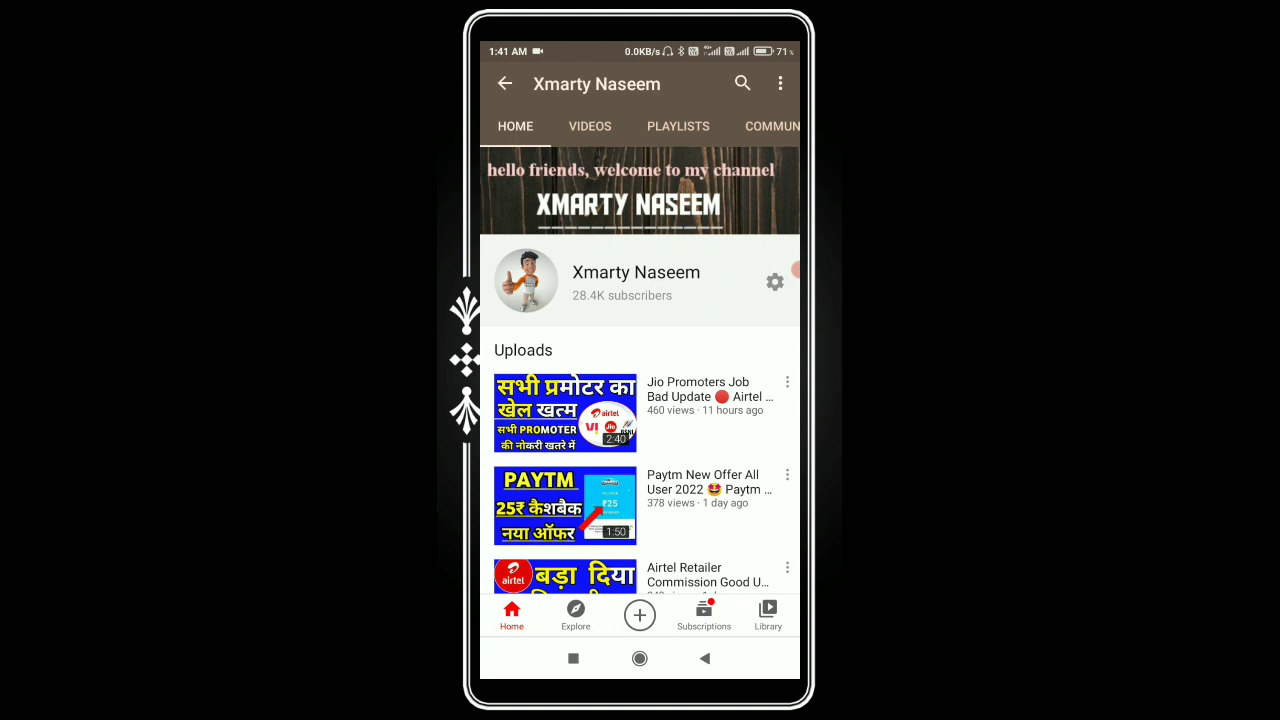 1:41 AM
0.0KB/s
4G+
71%
Xmarty Naseem
HOME VIDEOS PLAYLISTS COMMUN
hello friends, welcome to my channel
XMARTY NASEEM
Xmarty Naseem
28.4K subscribers
Uploads
सभी प्रमोटर का
खेल खत्म
सभी PROMOTER
की नोकरी खतरे में
airtel
VI Jio BSNL
2:40
Jio Promoters Job
Bad Update 🔴 Airtel ...
460 views · 11 hours ago
PAYTM
25₹ कैशबैक
नया ऑफर
₹25
1:50
Paytm New Offer All
User 2022 🤩 Paytm ...
378 views · 1 day ago
airtel
बड़ा दिया
Airtel Retailer
Commission Good U...
Home Explore Subscriptions Library